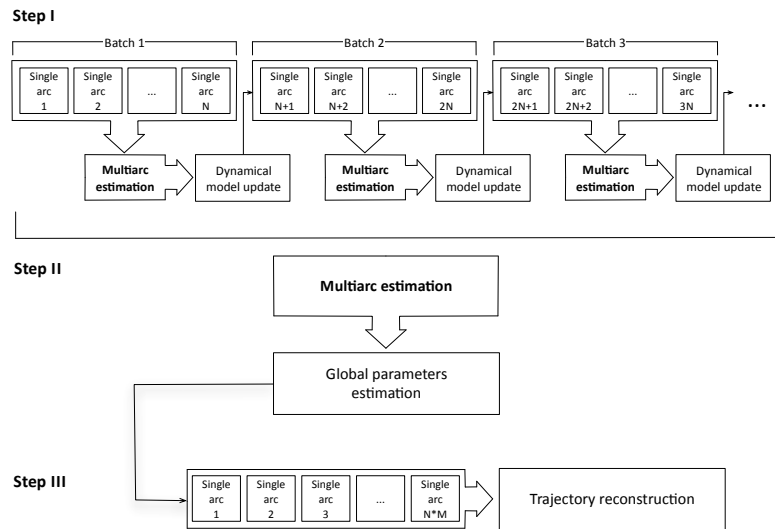 Step I
Batch 1
Batch 2
Batch 3
Single arc 1
Single arc 2
...
Single arc N
Single arc N+1
Single arc N+2
...
Single arc 2N
Single arc 2N+1
Single arc 2N+2
...
Single arc 3N
...
Multiarc estimation
Dynamical model update
Multiarc estimation
Dynamical model update
Multiarc estimation
Dynamical model update
Step II
Multiarc estimation
Global parameters
estimation
Step III
Single arc 1
Single arc 2
Single arc 3
...
Single arc N*M
Trajectory reconstruction